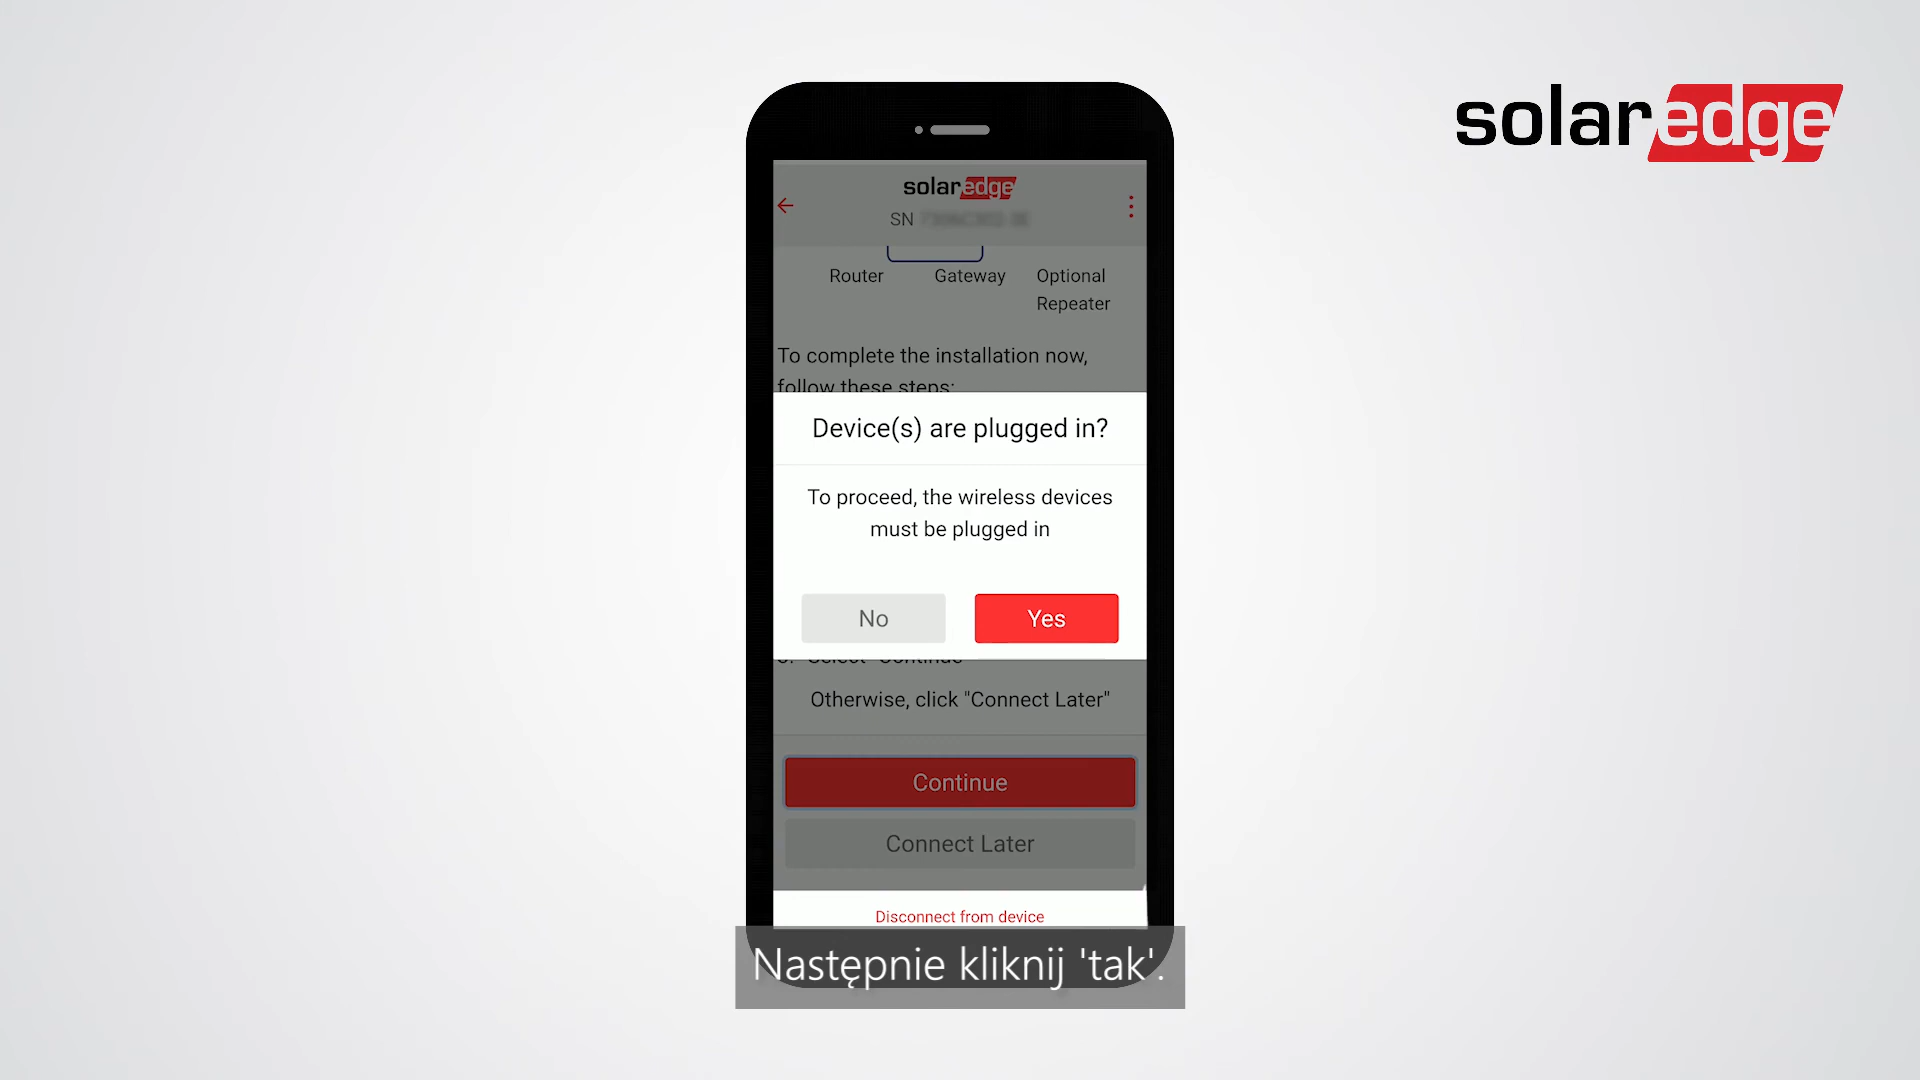 solaredge
solaredge
SN
Router Gateway Optional
Repeater
To complete the installation now,
follow these steps:
Device(s) are plugged in?
To proceed, the wireless devices
must be plugged in
No Yes
Select "Continue"
Otherwise, click "Connect Later"
Continue
Connect Later
Disconnect from device
Następnie kliknij 'tak'.